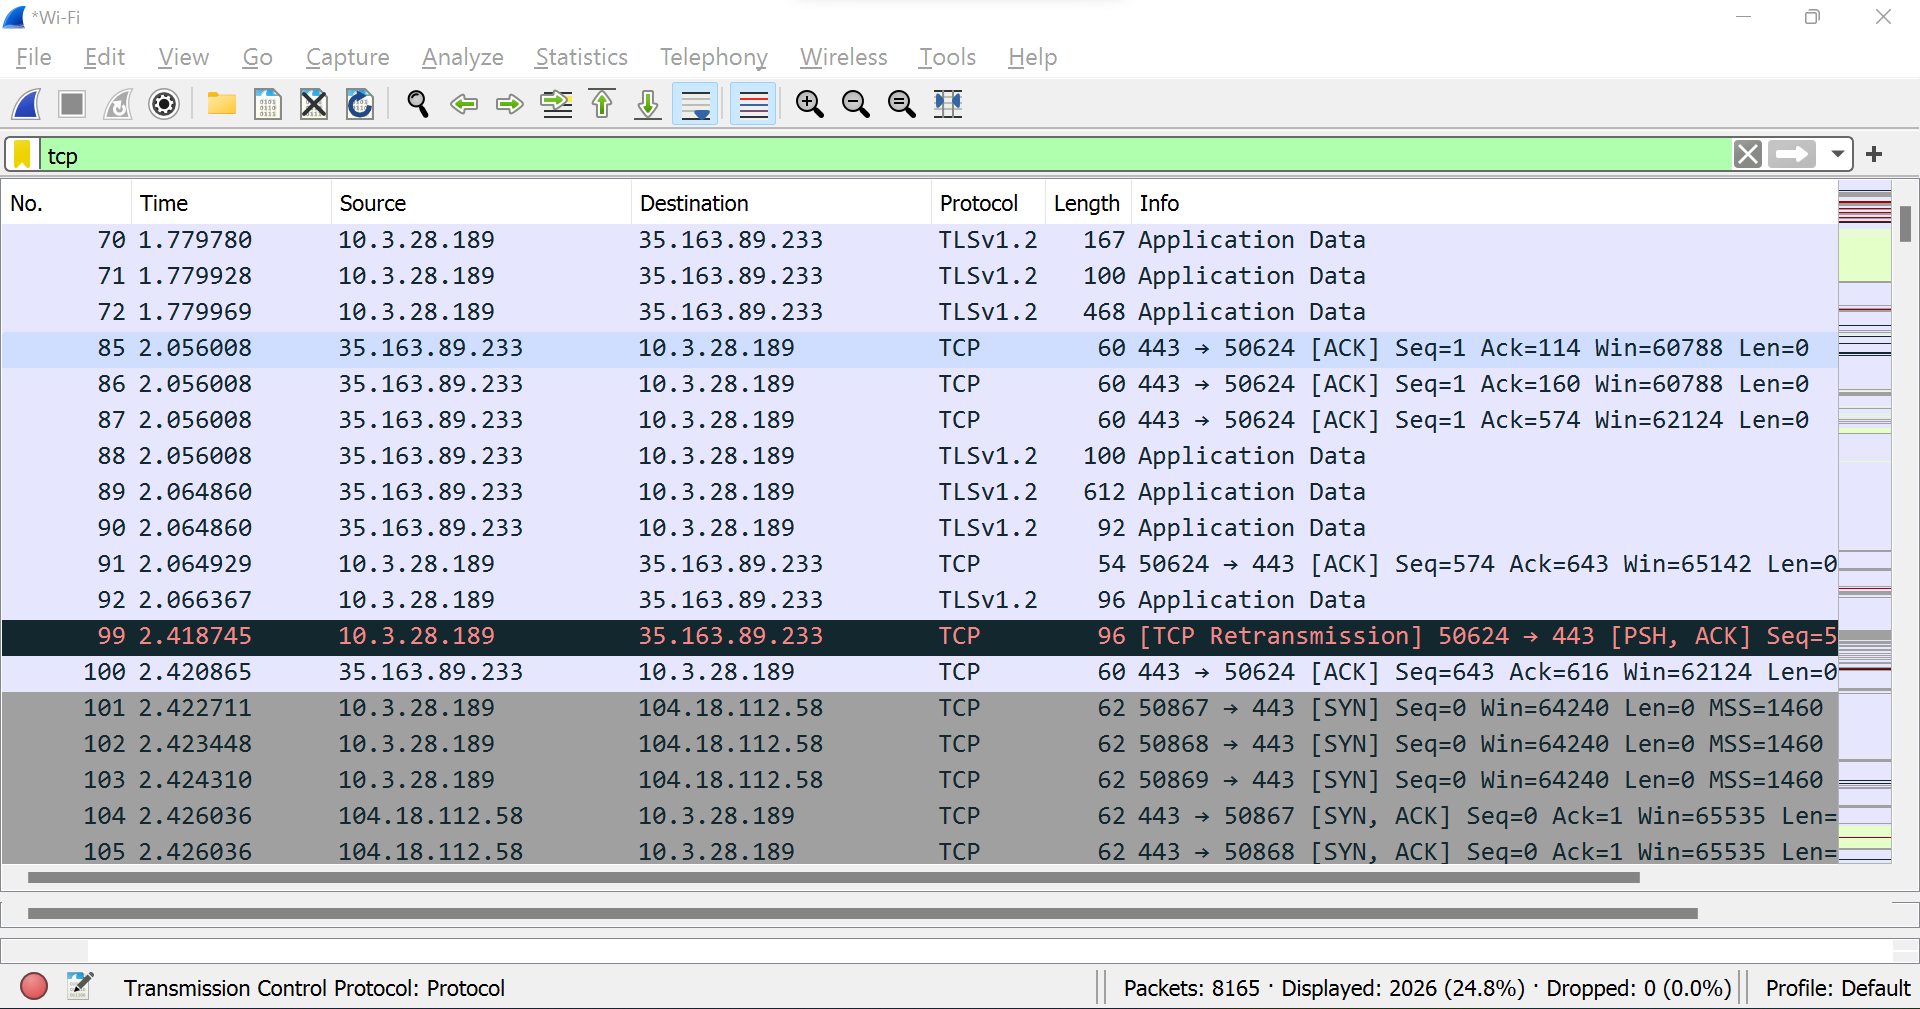 *Wi-Fi
File Edit View Go Capture Analyze Statistics Telephony Wireless Tools Help
tcp
No. Time Source Destination Protocol Length Info
70 1.779780 10.3.28.189 35.163.89.233 TLSv1.2 167 Application Data
71 1.779928 10.3.28.189 35.163.89.233 TLSv1.2 100 Application Data
72 1.779969 10.3.28.189 35.163.89.233 TLSv1.2 468 Application Data
85 2.056008 35.163.89.233 10.3.28.189 TCP 60 443 → 50624 [ACK] Seq=1 Ack=114 Win=60788 Len=0
86 2.056008 35.163.89.233 10.3.28.189 TCP 60 443 → 50624 [ACK] Seq=1 Ack=160 Win=60788 Len=0
87 2.056008 35.163.89.233 10.3.28.189 TCP 60 443 → 50624 [ACK] Seq=1 Ack=574 Win=62124 Len=0
88 2.056008 35.163.89.233 10.3.28.189 TLSv1.2 100 Application Data
89 2.064860 35.163.89.233 10.3.28.189 TLSv1.2 612 Application Data
90 2.064860 35.163.89.233 10.3.28.189 TLSv1.2 92 Application Data
91 2.064929 10.3.28.189 35.163.89.233 TCP 54 50624 → 443 [ACK] Seq=574 Ack=643 Win=65142 Len=0
92 2.066367 10.3.28.189 35.163.89.233 TLSv1.2 96 Application Data
99 2.418745 10.3.28.189 35.163.89.233 TCP 96 [TCP Retransmission] 50624 → 443 [PSH, ACK] Seq=5
100 2.420865 35.163.89.233 10.3.28.189 TCP 60 443 → 50624 [ACK] Seq=643 Ack=616 Win=62124 Len=0
101 2.422711 10.3.28.189 104.18.112.58 TCP 62 50867 → 443 [SYN] Seq=0 Win=64240 Len=0 MSS=1460
102 2.423448 10.3.28.189 104.18.112.58 TCP 62 50868 → 443 [SYN] Seq=0 Win=64240 Len=0 MSS=1460
103 2.424310 10.3.28.189 104.18.112.58 TCP 62 50869 → 443 [SYN] Seq=0 Win=64240 Len=0 MSS=1460
104 2.426036 104.18.112.58 10.3.28.189 TCP 62 443 → 50867 [SYN, ACK] Seq=0 Ack=1 Win=65535 Len=
105 2.426036 104.18.112.58 10.3.28.189 TCP 62 443 → 50868 [SYN, ACK] Seq=0 Ack=1 Win=65535 Len=
Transmission Control Protocol: Protocol
Packets: 8165 · Displayed: 2026 (24.8%) · Dropped: 0 (0.0%)
Profile: Default